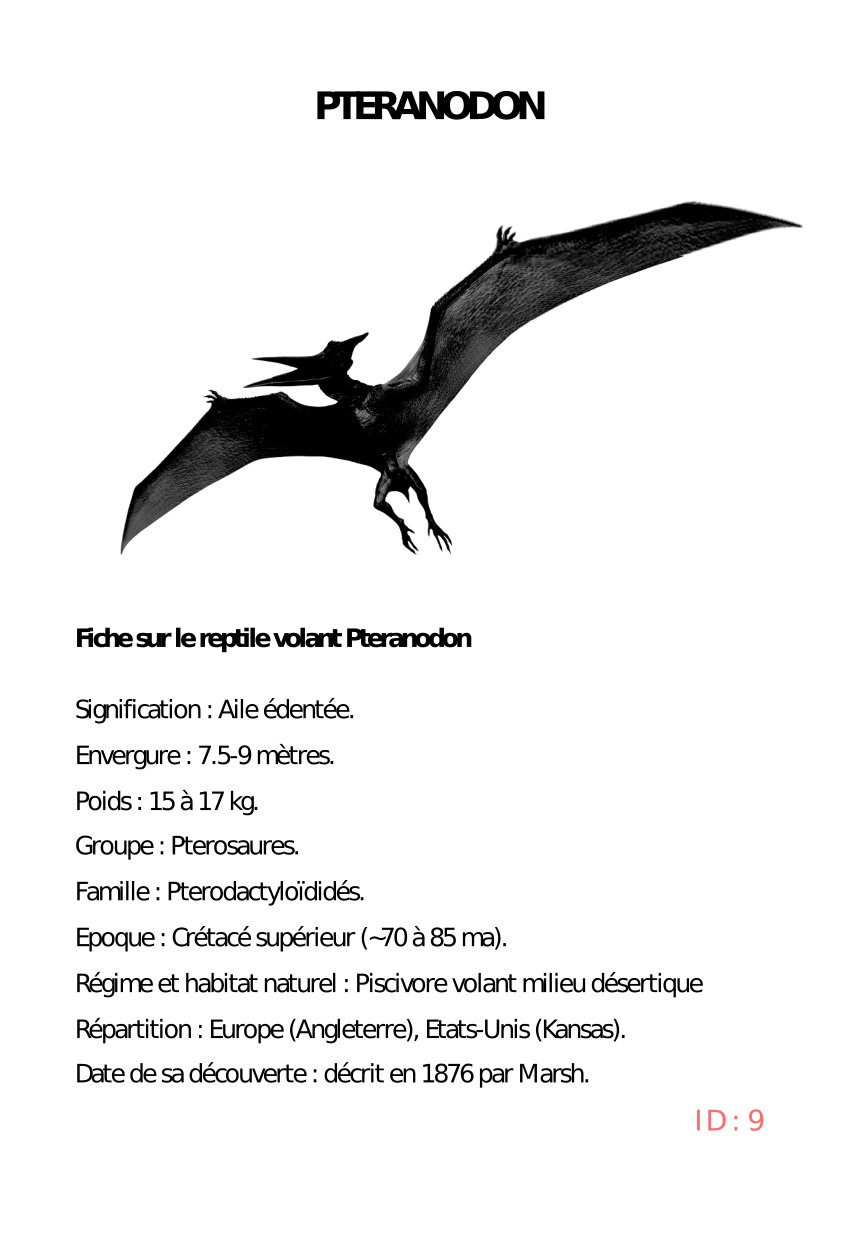 PTERANODON
Fiche sur le reptile volant Pteranodon
Signification : Aile édentée.
Envergure : 7.5-9 mètres.
Poids : 15 à 17 kg.
Groupe : Pterosaures.
Famille : Pterodactyloïdidés.
Epoque : Crétacé supérieur (~70 à 85 ma).
Régime et habitat naturel : Piscivore volant milieu désertique
Répartition : Europe (Angleterre), Etats-Unis (Kansas).
Date de sa découverte : décrit en 1876 par Marsh.
ID : 9